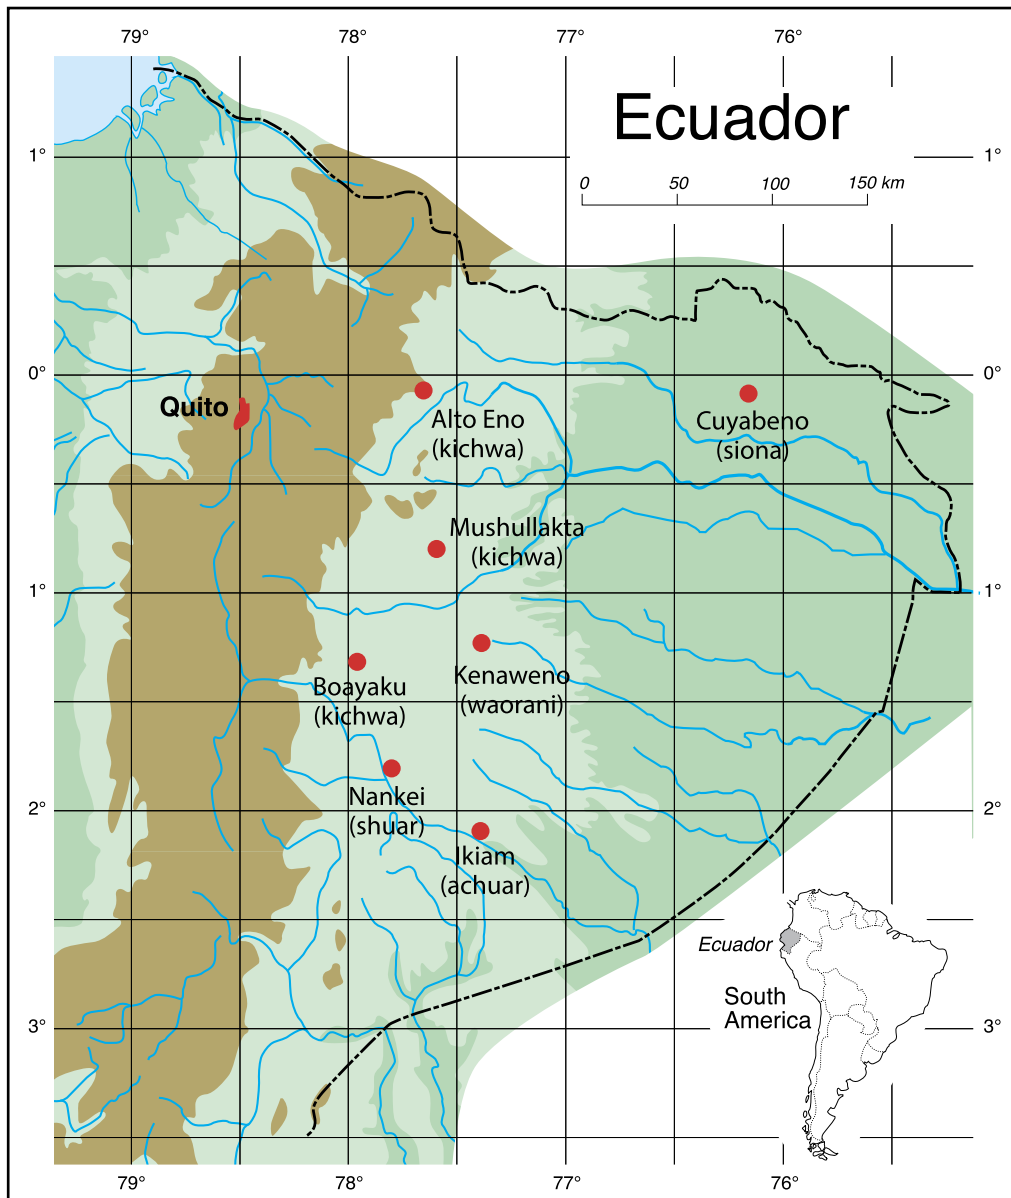 79° 78° 77° 76°
Ecuador
1° 1°
0 50 100 150 km
0° 0°
Quito
Alto Eno
(kichwa)
Cuyabeno
(siona)
Mushullakta
(kichwa)
1° 1°
Kenaweno
(waorani)
Boayaku
(kichwa)
Nankei
(shuar)
2° 2°
Ikiam
(achuar)
Ecuador
South
America
3° 3°
79° 78° 77° 76°